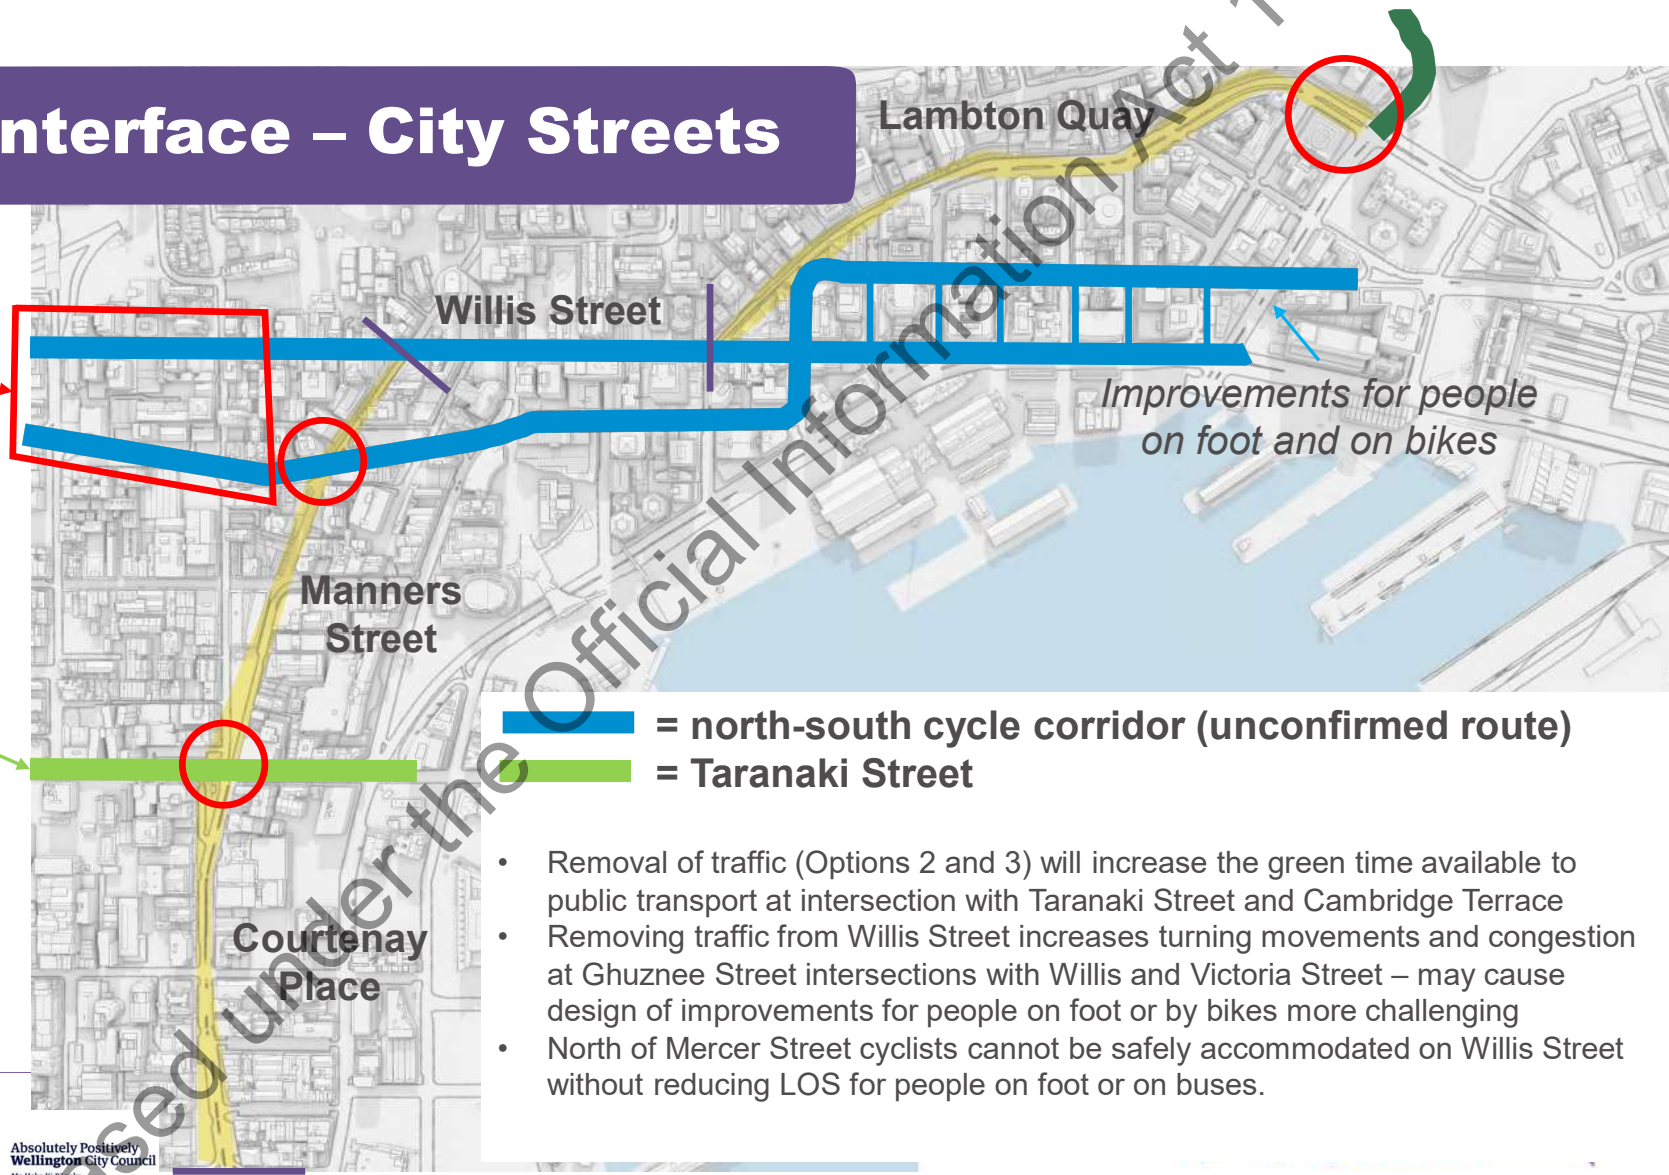 nterface – City Streets
Lambton Quay
Willis Street
Improvements for people
on foot and on bikes
Manners
Street
= north-south cycle corridor (unconfirmed route)
= Taranaki Street
Courtenay
Place
• Removal of traffic (Options 2 and 3) will increase the green time available to
public transport at intersection with Taranaki Street and Cambridge Terrace
• Removing traffic from Willis Street increases turning movements and congestion
at Ghuznee Street intersections with Willis and Victoria Street – may cause
design of improvements for people on foot or by bikes more challenging
• North of Mercer Street cyclists cannot be safely accommodated on Willis Street
without reducing LOS for people on foot or on buses.
ased under the Official Information Act 1
Absolutely Positively
Wellington City Council